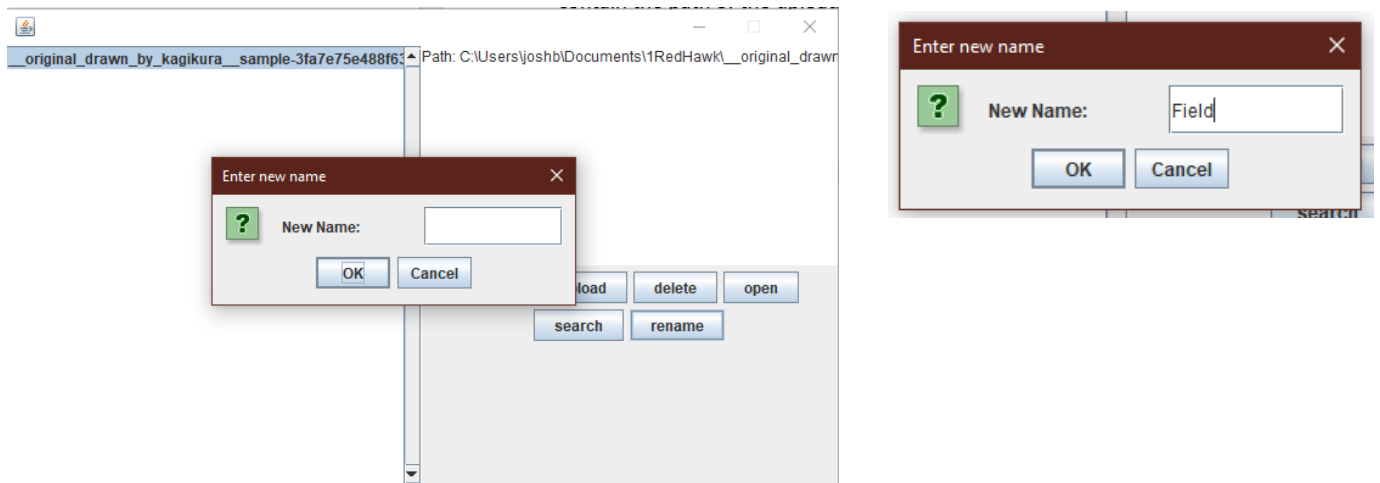 __original_drawn_by_kagikura__sample-3fa7e75e488f63
Path: C:\Users\joshb\Documents\1RedHawk\__original_drawn
Enter new name
New Name:
OK
Cancel
delete
open
search
rename
Enter new name
New Name:
Field
OK
Cancel
search